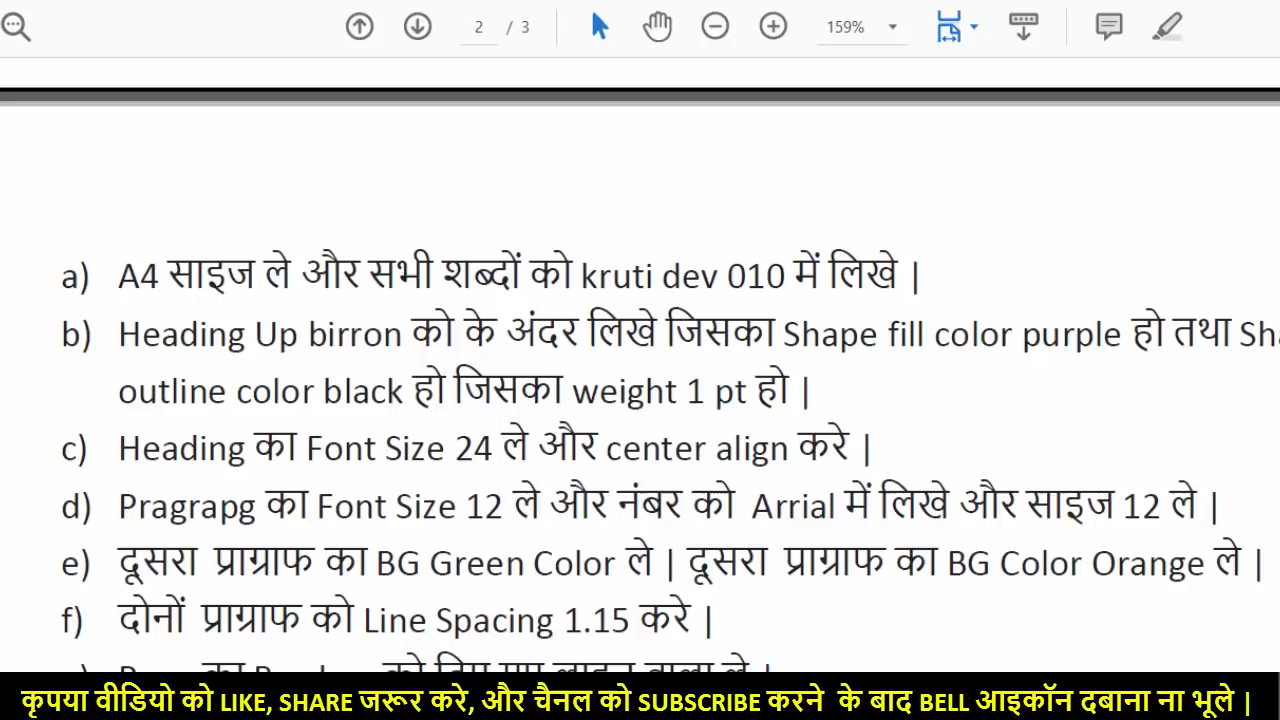 2 / 3 159%
a) A4 साइज ले और सभी शब्दों को kruti dev 010 में लिखे |
b) Heading Up birron को के अंदर लिखे जिसका Shape fill color purple हो तथा
outline color black हो जिसका weight 1 pt हो |
c) Heading का Font Size 24 ले और center align करे |
d) Pragrapg का Font Size 12 ले और नंबर को Arrial में लिखे और साइज 12 ले |
e) दूसरा प्राग्राफ का BG Green Color ले | दूसरा प्राग्राफ का BG Color Orange ले |
f) दोनों प्राग्राफ को Line Spacing 1.15 करे |
कृपया वीडियो को LIKE, SHARE जरूर करे, और चैनल को SUBSCRIBE करने के बाद BELL आइकॉन दबाना ना भूले |